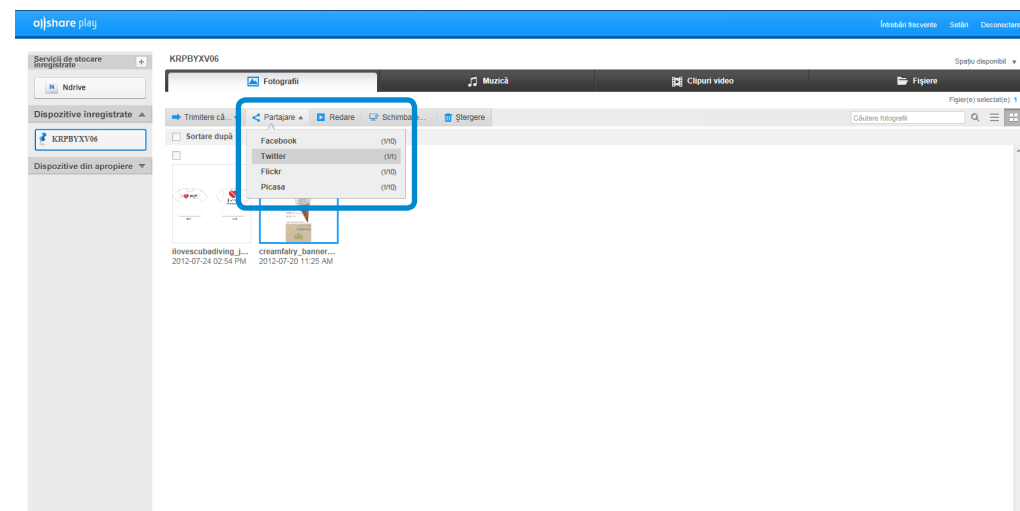 allshare play
Întrebări frecvente Setări Deconectare
Servicii de stocare înregistrate
KRPBYXV06
Spațiu disponibil
N Ndrive
Fotografii Muzică Clipuri video Fișiere
Fișier(e) selectat(e): 1
Dispozitive înregistrate
Trimitere că... Partajare Redare Schimbare... Ștergere
Căutare fotografii
KRPBYXV06
Sortare după
Facebook (1/10)
Twitter (1/1)
Flickr (1/10)
Picasa (1/10)
Dispozitive din apropiere
ilovescubadiving_j... creamfalry_banner...
2012-07-24 02:54 PM 2012-07-20 11:25 AM